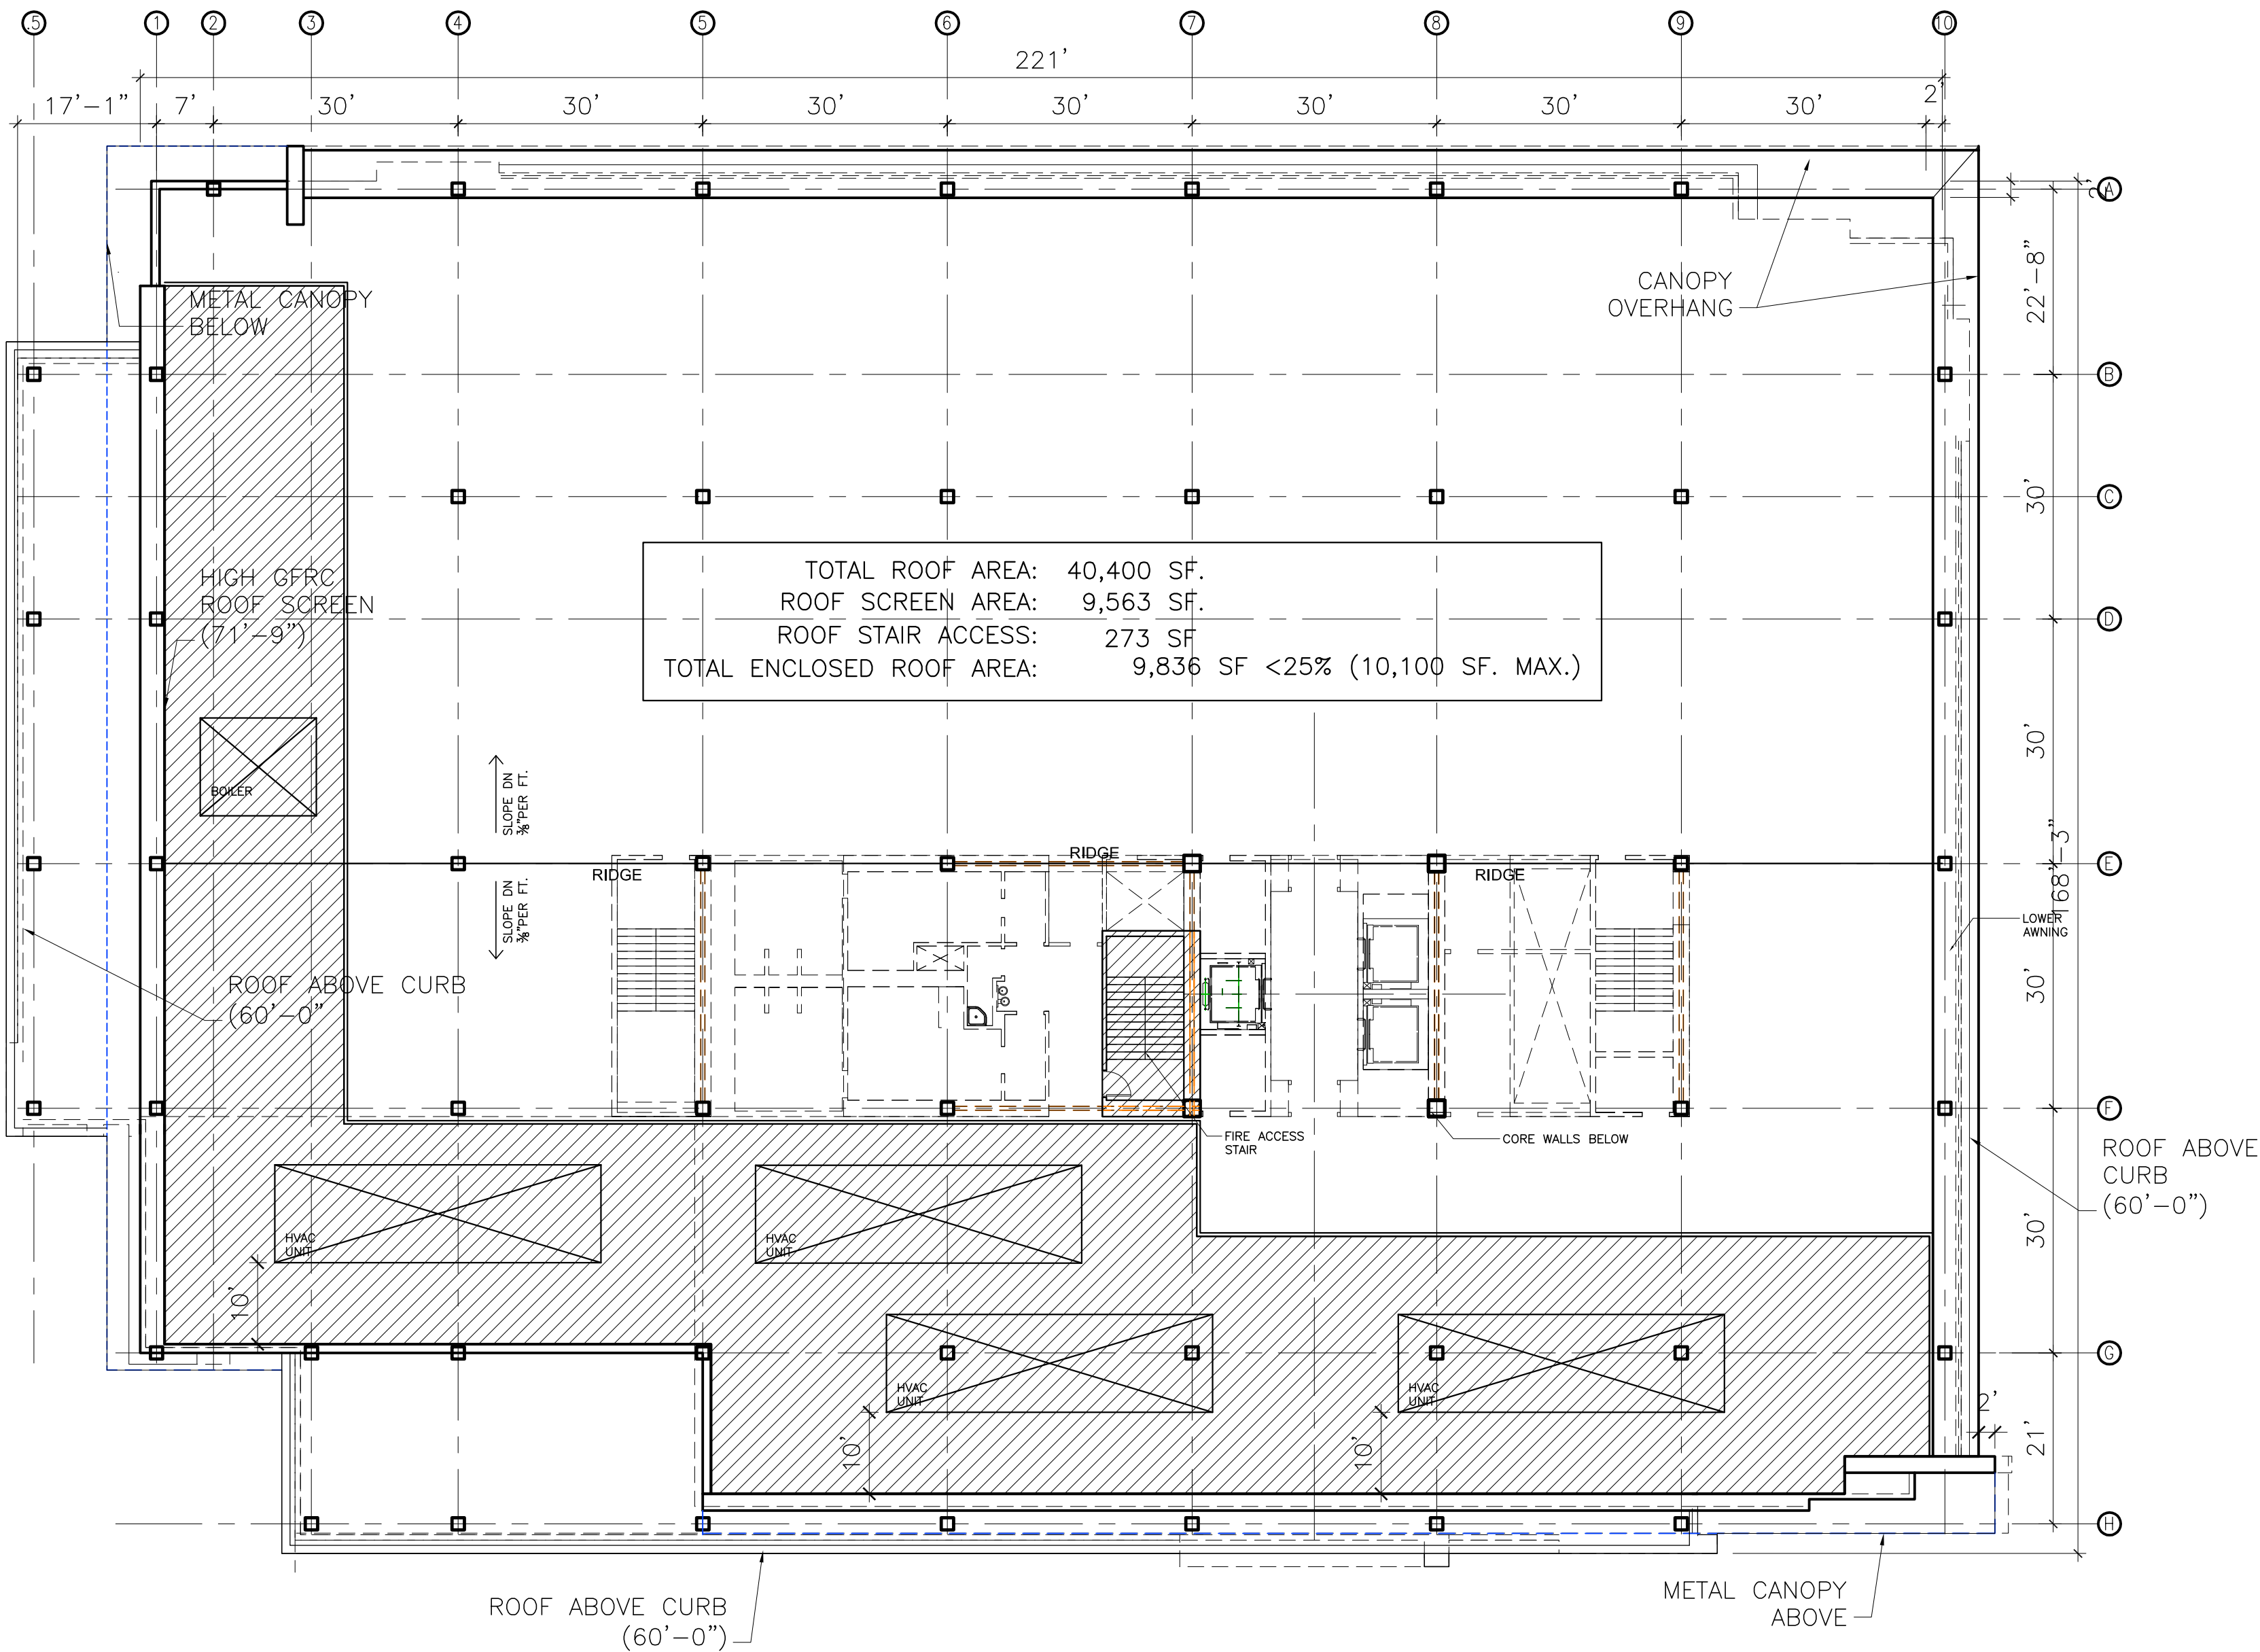 .5
1
2
3
4
5
6
7
8
9
10
221'
17'-1"
7'
30'
30'
30'
30'
30'
30'
30'
2'
A
2'
22'-8"
B
CANOPY
OVERHANG
METAL CANOPY
BELOW
30'
C
HIGH GFRC
ROOF SCREEN
(71'-9")
TOTAL ROOF AREA: 40,400 SF.
ROOF SCREEN AREA: 9,563 SF.
ROOF STAIR ACCESS: 273 SF
TOTAL ENCLOSED ROOF AREA: 9,836 SF <25% (10,100 SF. MAX.)
D
30'
BOILER
SLOPE DN
⅜"PER FT.
SLOPE DN
⅜"PER FT.
RIDGE
RIDGE
RIDGE
E
168'-3"
LOWER
AWNING
30'
ROOF ABOVE CURB
(60'-0"
F
FIRE ACCESS
STAIR
CORE WALLS BELOW
ROOF ABOVE
CURB
(60'-0")
30'
HVAC
UNIT
HVAC
UNIT
10'
G
HVAC
UNIT
HVAC
UNIT
10'
10'
2'
21'
H
ROOF ABOVE CURB
(60'-0")
METAL CANOPY
ABOVE